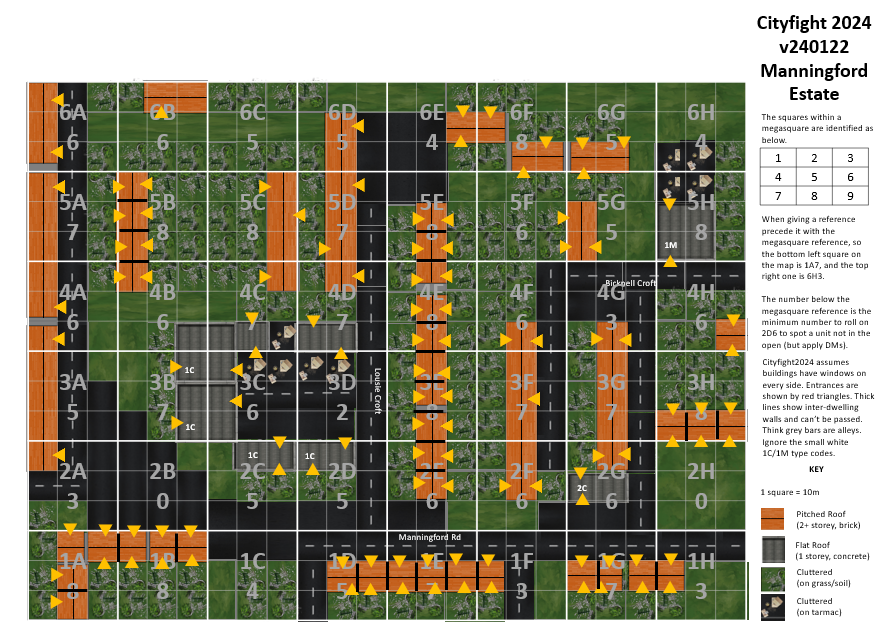 Cityfight 2024
v240122
Manningford
Estate
The squares within a
megasquare are identified as
below.
1 2 3
4 5 6
7 8 9
When giving a reference
precede it with the
megasquare reference, so
the bottom left square on
the map is 1A7, and the top
right one is 6H3.
The number below the
megasquare reference is the
minimum number to roll on
2D6 to spot a unit not in the
open (but apply DMs).
Cityfight2024 assumes
buildings have windows on
every side. Entrances are
shown by red triangles. Thick
lines show inter-dwelling
walls and can't be passed.
Think grey bars are alleys.
Ignore the small white
1C/1M type codes.
KEY
1 square = 10m
Pitched Roof
(2+ storey, brick)
Flat Roof
(1 storey, concrete)
Cluttered
(on grass/soil)
Cluttered
(on tarmac)
6A 6B 6C 6D 6E 6F 6G 6H
6 6 5 5 4 8 5 4
5A 5B 5C 5D 5E 5F 5G 5H
7 8 8 7 8 8 8 8
1M
Bicknell Croft
4A 4B 4C 4D 4E 4F 4G 4H
6 6 7 7 6 3 6
1C
Lousie Croft
3A 3B 3C 3D 3E 3F 3G 3H
5 7 6 2 8 7 7 8
1C
1C 1C
2A 2B 2C 2D 2E 2F 2G 2H
3 0 5 5 6 6 6 0
2C
Manningford Rd
1A 1B 1C 1D 1E 1F 1G 1H
8 8 4 5 7 3 7 3